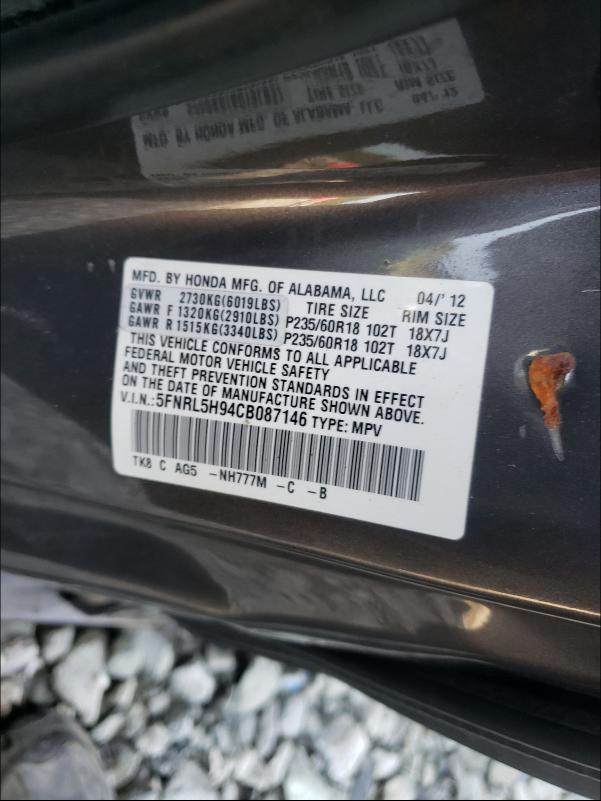 MFD. BY HONDA MFG. OF ALABAMA, LLC 04/'12
GVWR 2730KG(6019LBS) TIRE SIZE RIM SIZE
GAWR F 1320KG(2910LBS) P235/60R18 102T 18X7J
GAWR R 1515KG(3340LBS) P235/60R18 102T 18X7J
THIS VEHICLE CONFORMS TO ALL APPLICABLE
FEDERAL MOTOR VEHICLE SAFETY
AND THEFT PREVENTION STANDARDS IN EFFECT
ON THE DATE OF MANUFACTURE SHOWN ABOVE.
V.I.N.:5FNRL5H94CB087146 TYPE: MPV
TK8 C AG5 -NH777M -C -B